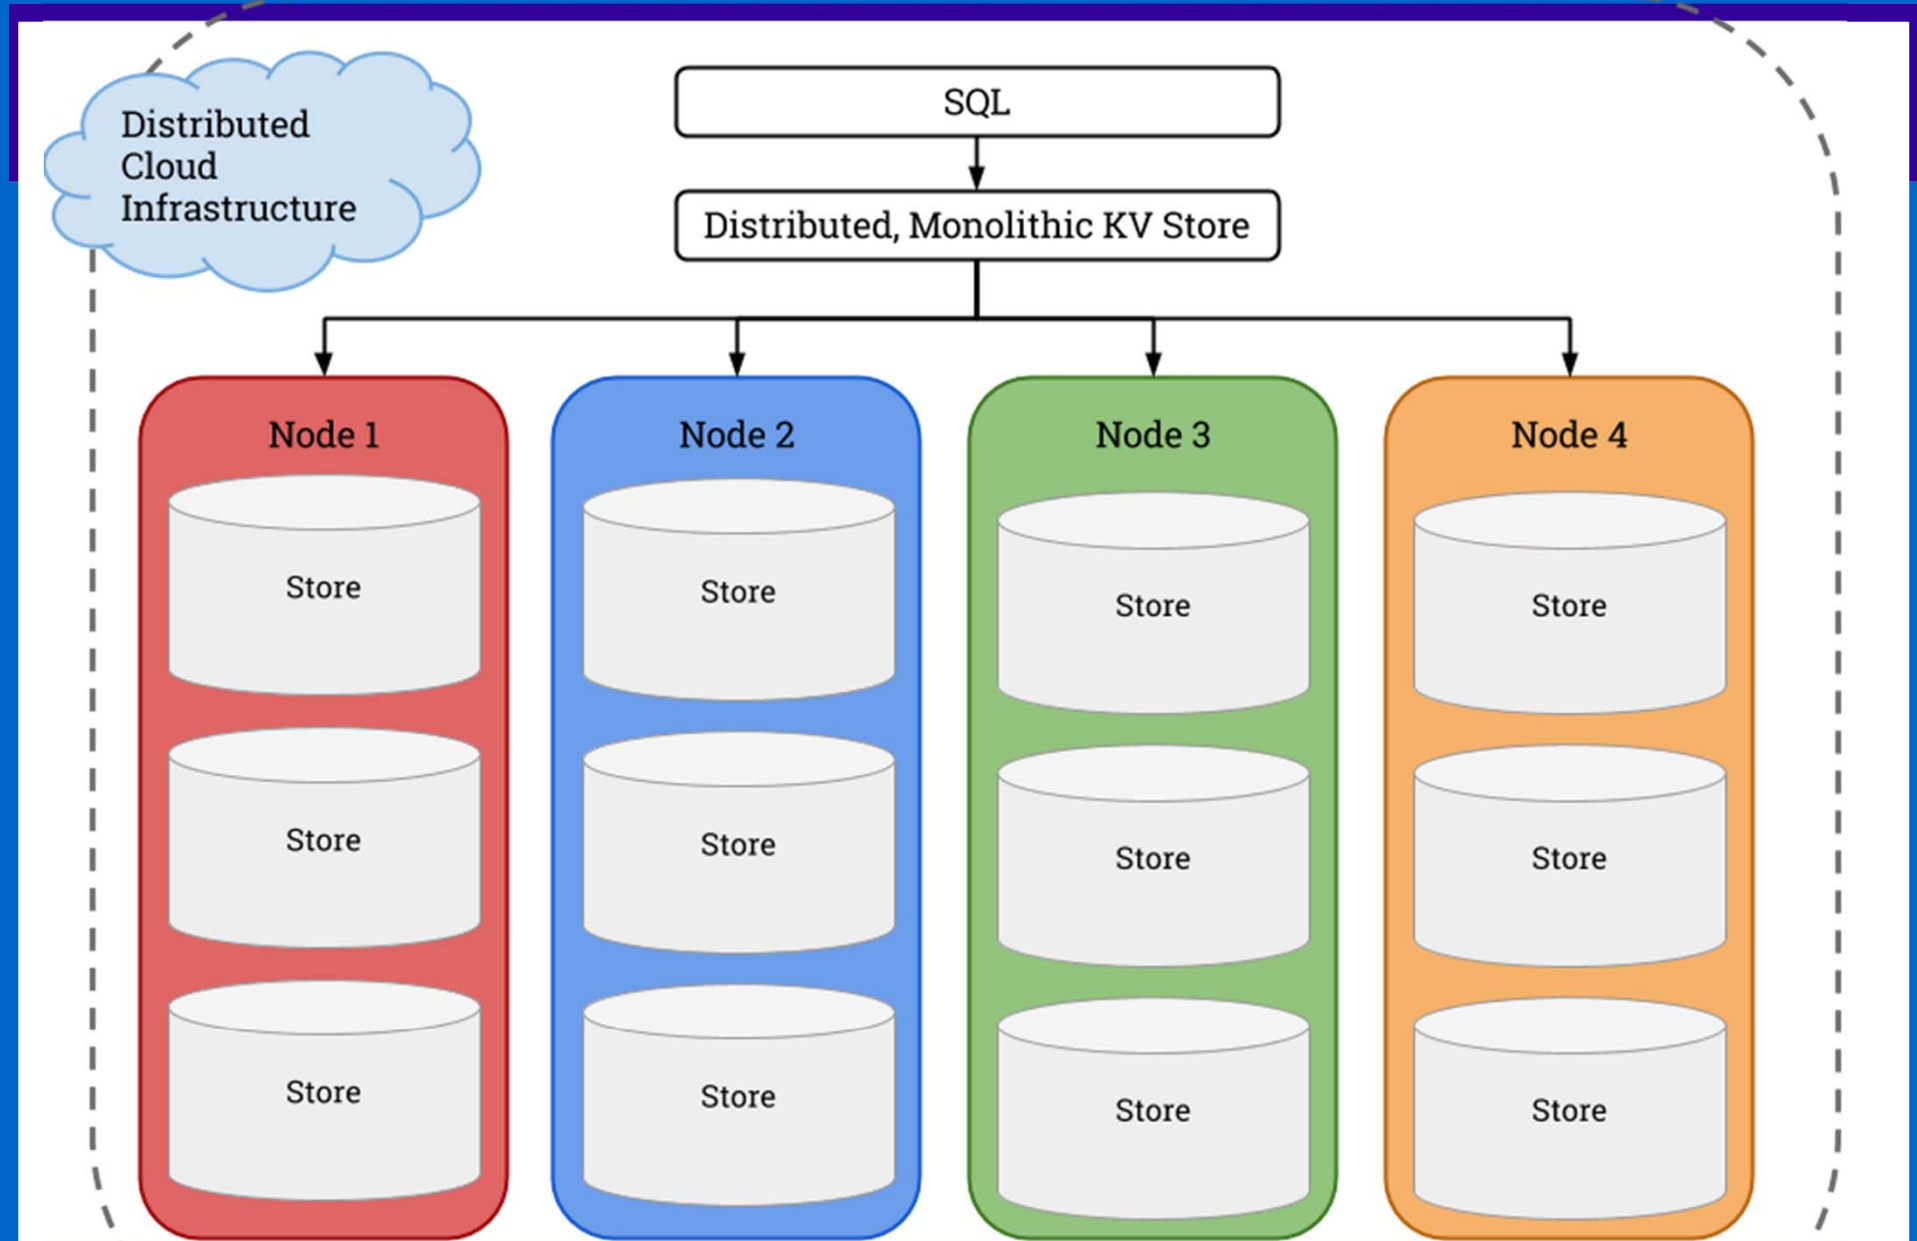 Distributed
Cloud
Infrastructure
SQL
Distributed, Monolithic KV Store
Node 1
Node 2
Node 3
Node 4
Store
Store
Store
Store
Store
Store
Store
Store
Store
Store
Store
Store